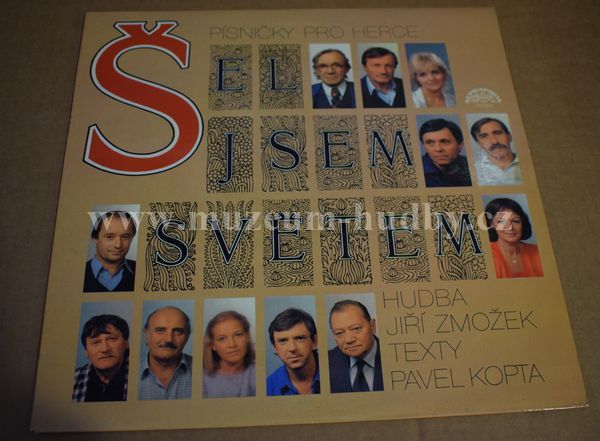 PÍSNIČKY PRO HERCE
ŠEL
JSEM
SVĚTEM
www.muzeum-hudby.cz
HUDBA
JIŘÍ ZMOŽEK
TEXTY
PAVEL KOPTA